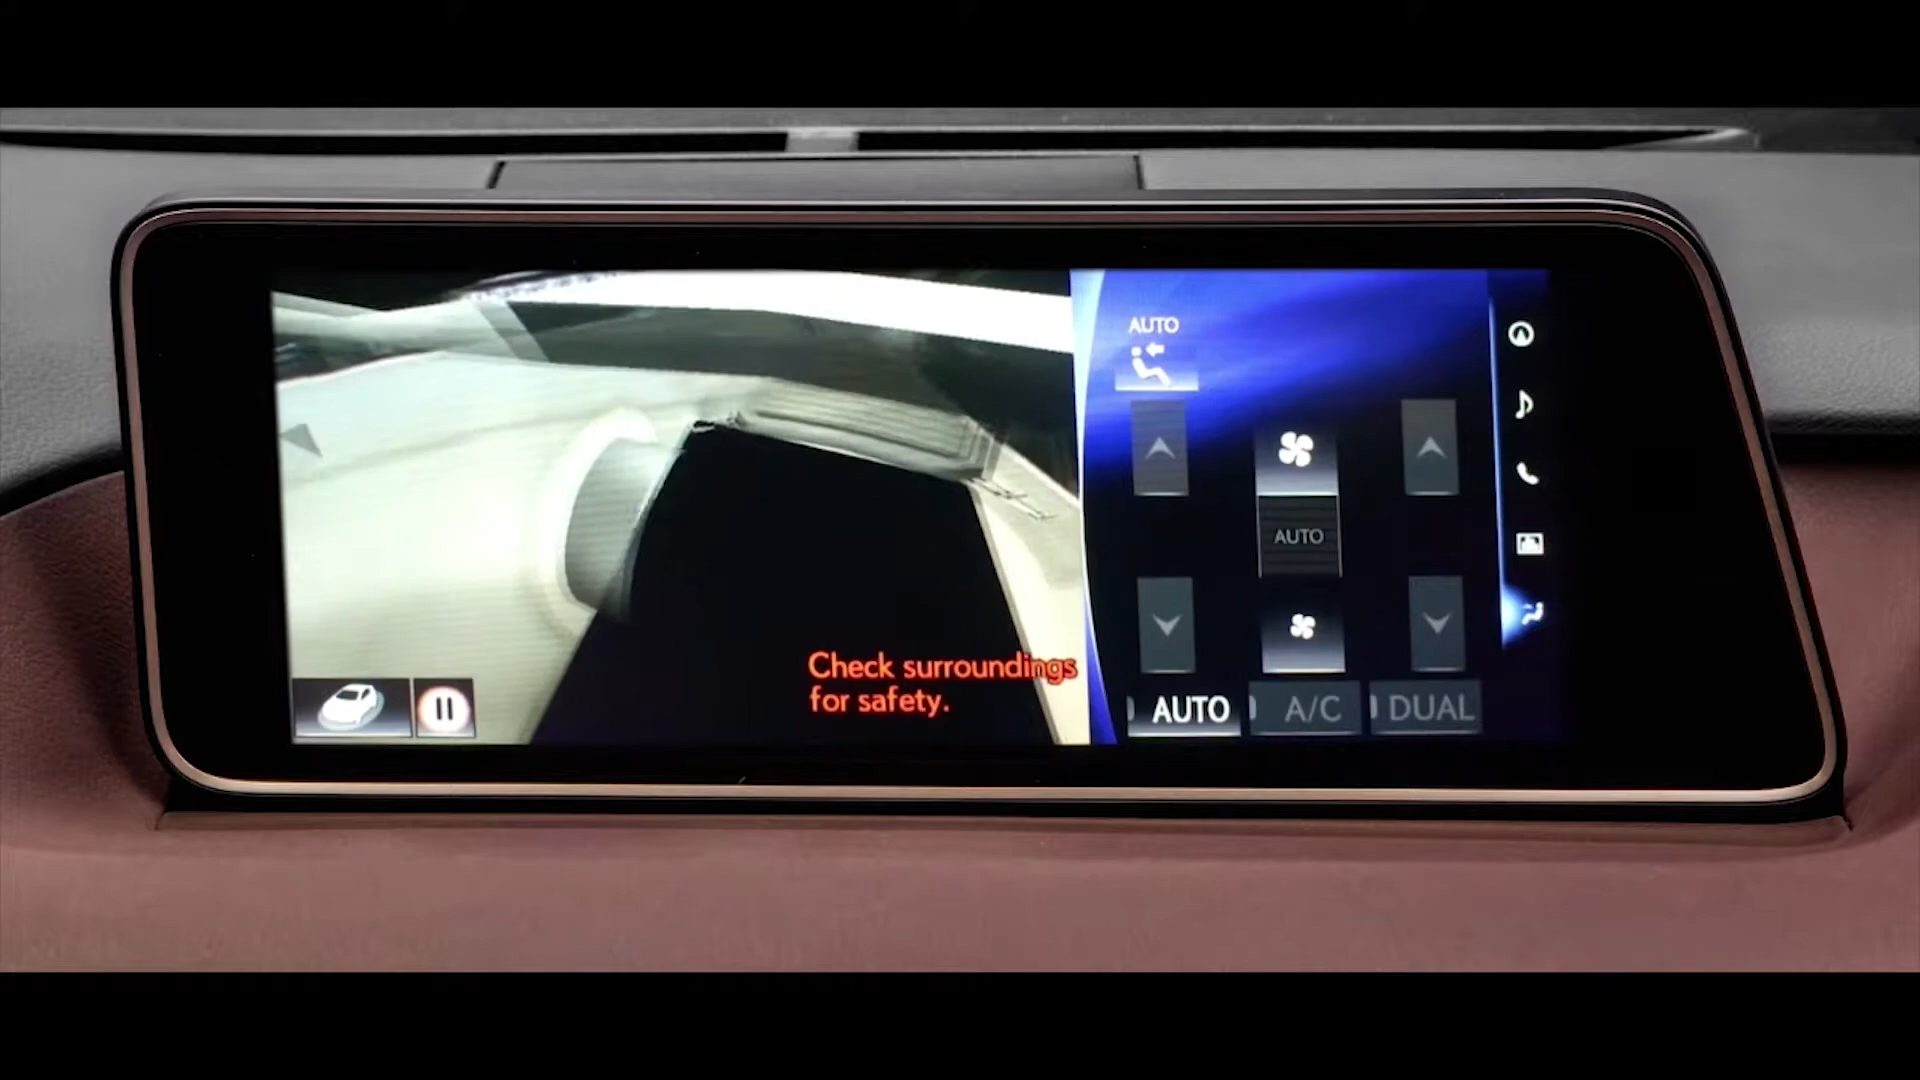 AUTO
AUTO
Check surroundings
for safety.
AUTO
A/C
DUAL